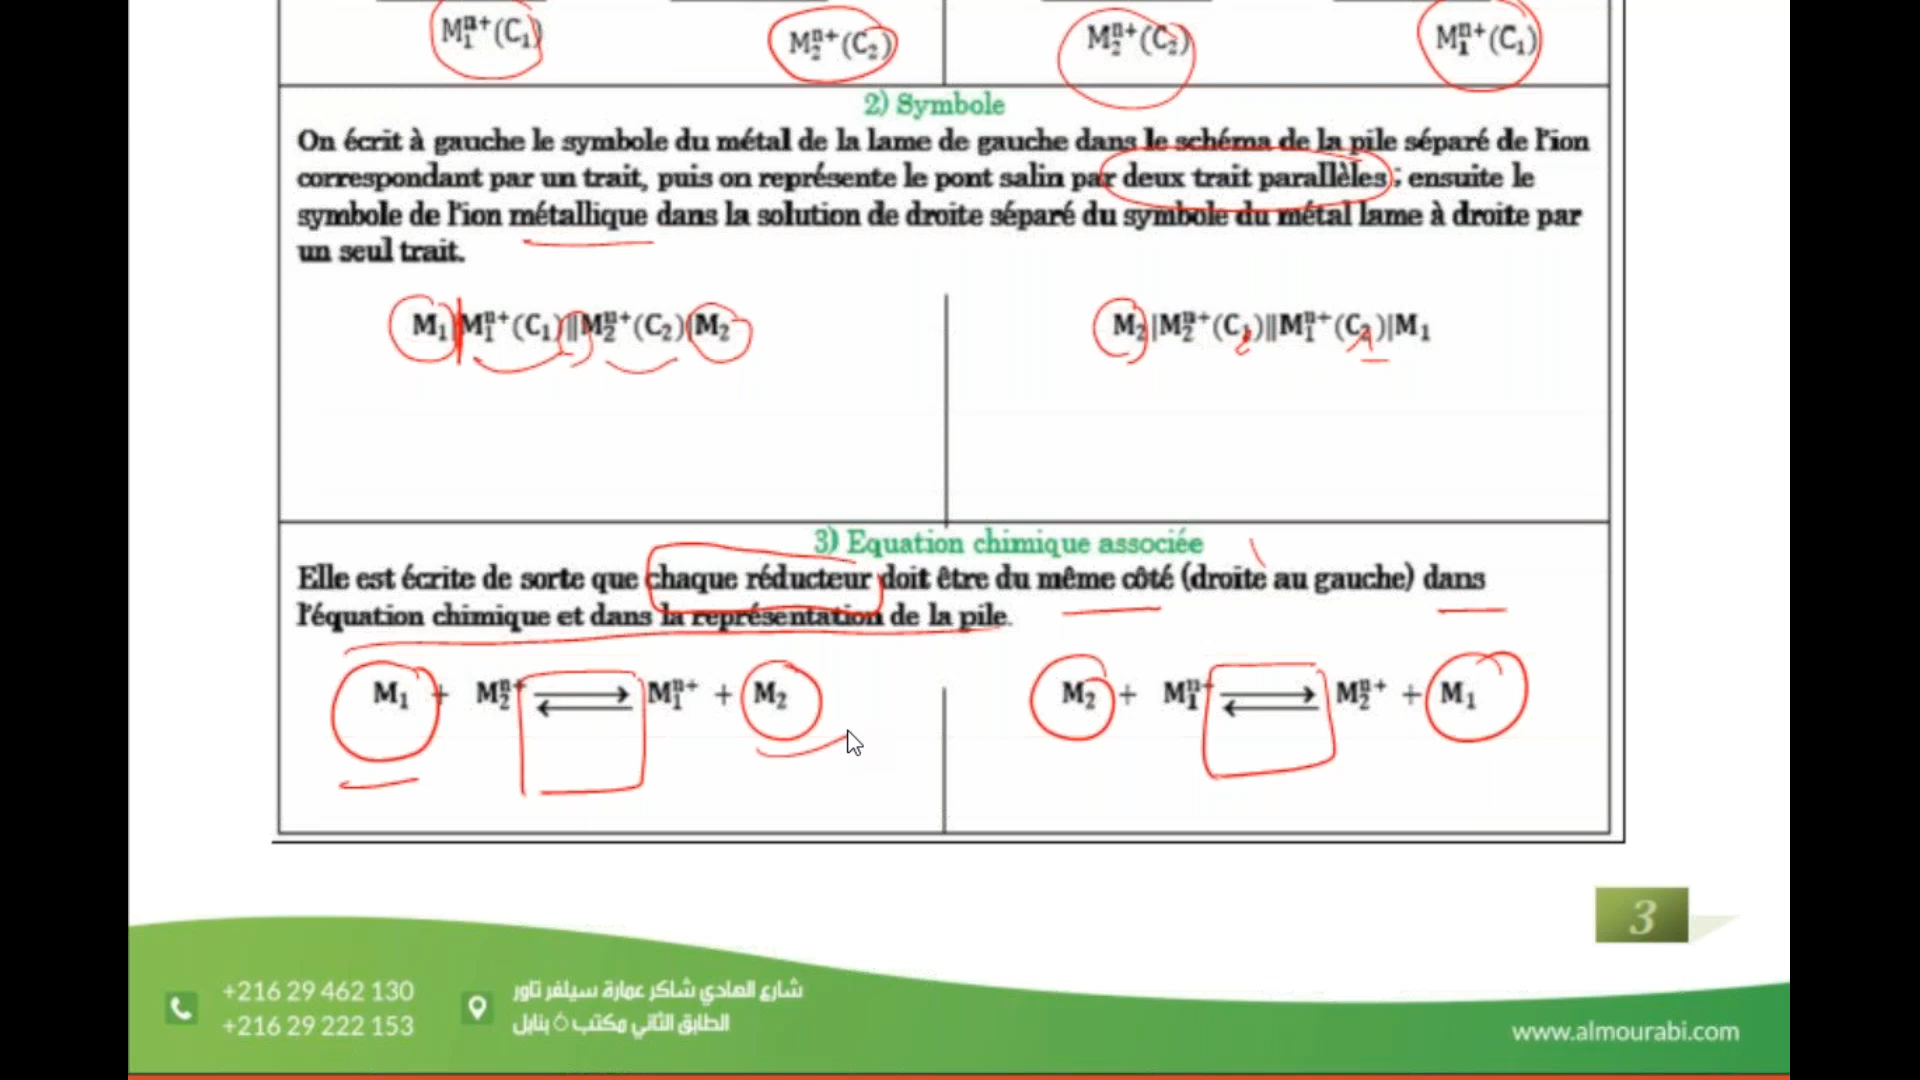 M₁ⁿ⁺(C₁) M₂ⁿ⁺(C₂) M₂ⁿ⁺(C₂) M₁ⁿ⁺(C₁)
2) Symbole
On écrit à gauche le symbole du métal de la lame de gauche dans le schéma de la pile séparé de l'ion
correspondant par un trait, puis on représente le pont salin par deux trait parallèles ; ensuite le
symbole de l'ion métallique dans la solution de droite séparé du symbole du métal lame à droite par
un seul trait.
M₁|M₁ⁿ⁺(C₁)||M₂ⁿ⁺(C₂)|M₂ M₂|M₂ⁿ⁺(C₁)||M₁ⁿ⁺(C₂)|M₁
2 1
3) Equation chimique associée
Elle est écrite de sorte que chaque réducteur doit être du même côté (droite au gauche) dans
l'équation chimique et dans la représentation de la pile.
M₁ + M₂ⁿ⁺ ⇌ M₁ⁿ⁺ + M₂ M₂ + M₁ⁿ⁺ ⇌ M₂ⁿ⁺ + M₁
3
+216 29 462 130
+216 29 222 153
شارع الهادي شاكر عمارة سيلفر تاور
الطابق الثاني مكتب 6 بنابل
www.almourabi.com